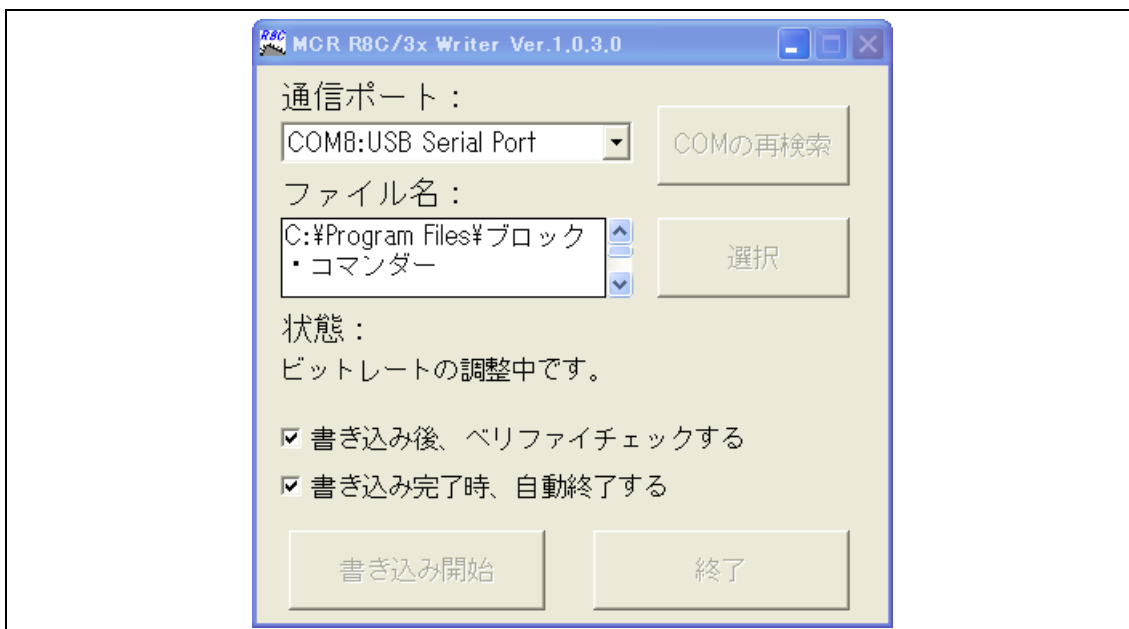 R8C
MCR R8C/3x Writer Ver.1.0.3.0
通信ポート：
COM8:USB Serial Port
COMの再検索
ファイル名：
C:¥Program Files¥ブロック
・コマンダー
選択
状態：
ビットレートの調整中です。
書き込み後、ベリファイチェックする
書き込み完了時、自動終了する
書き込み開始
終了